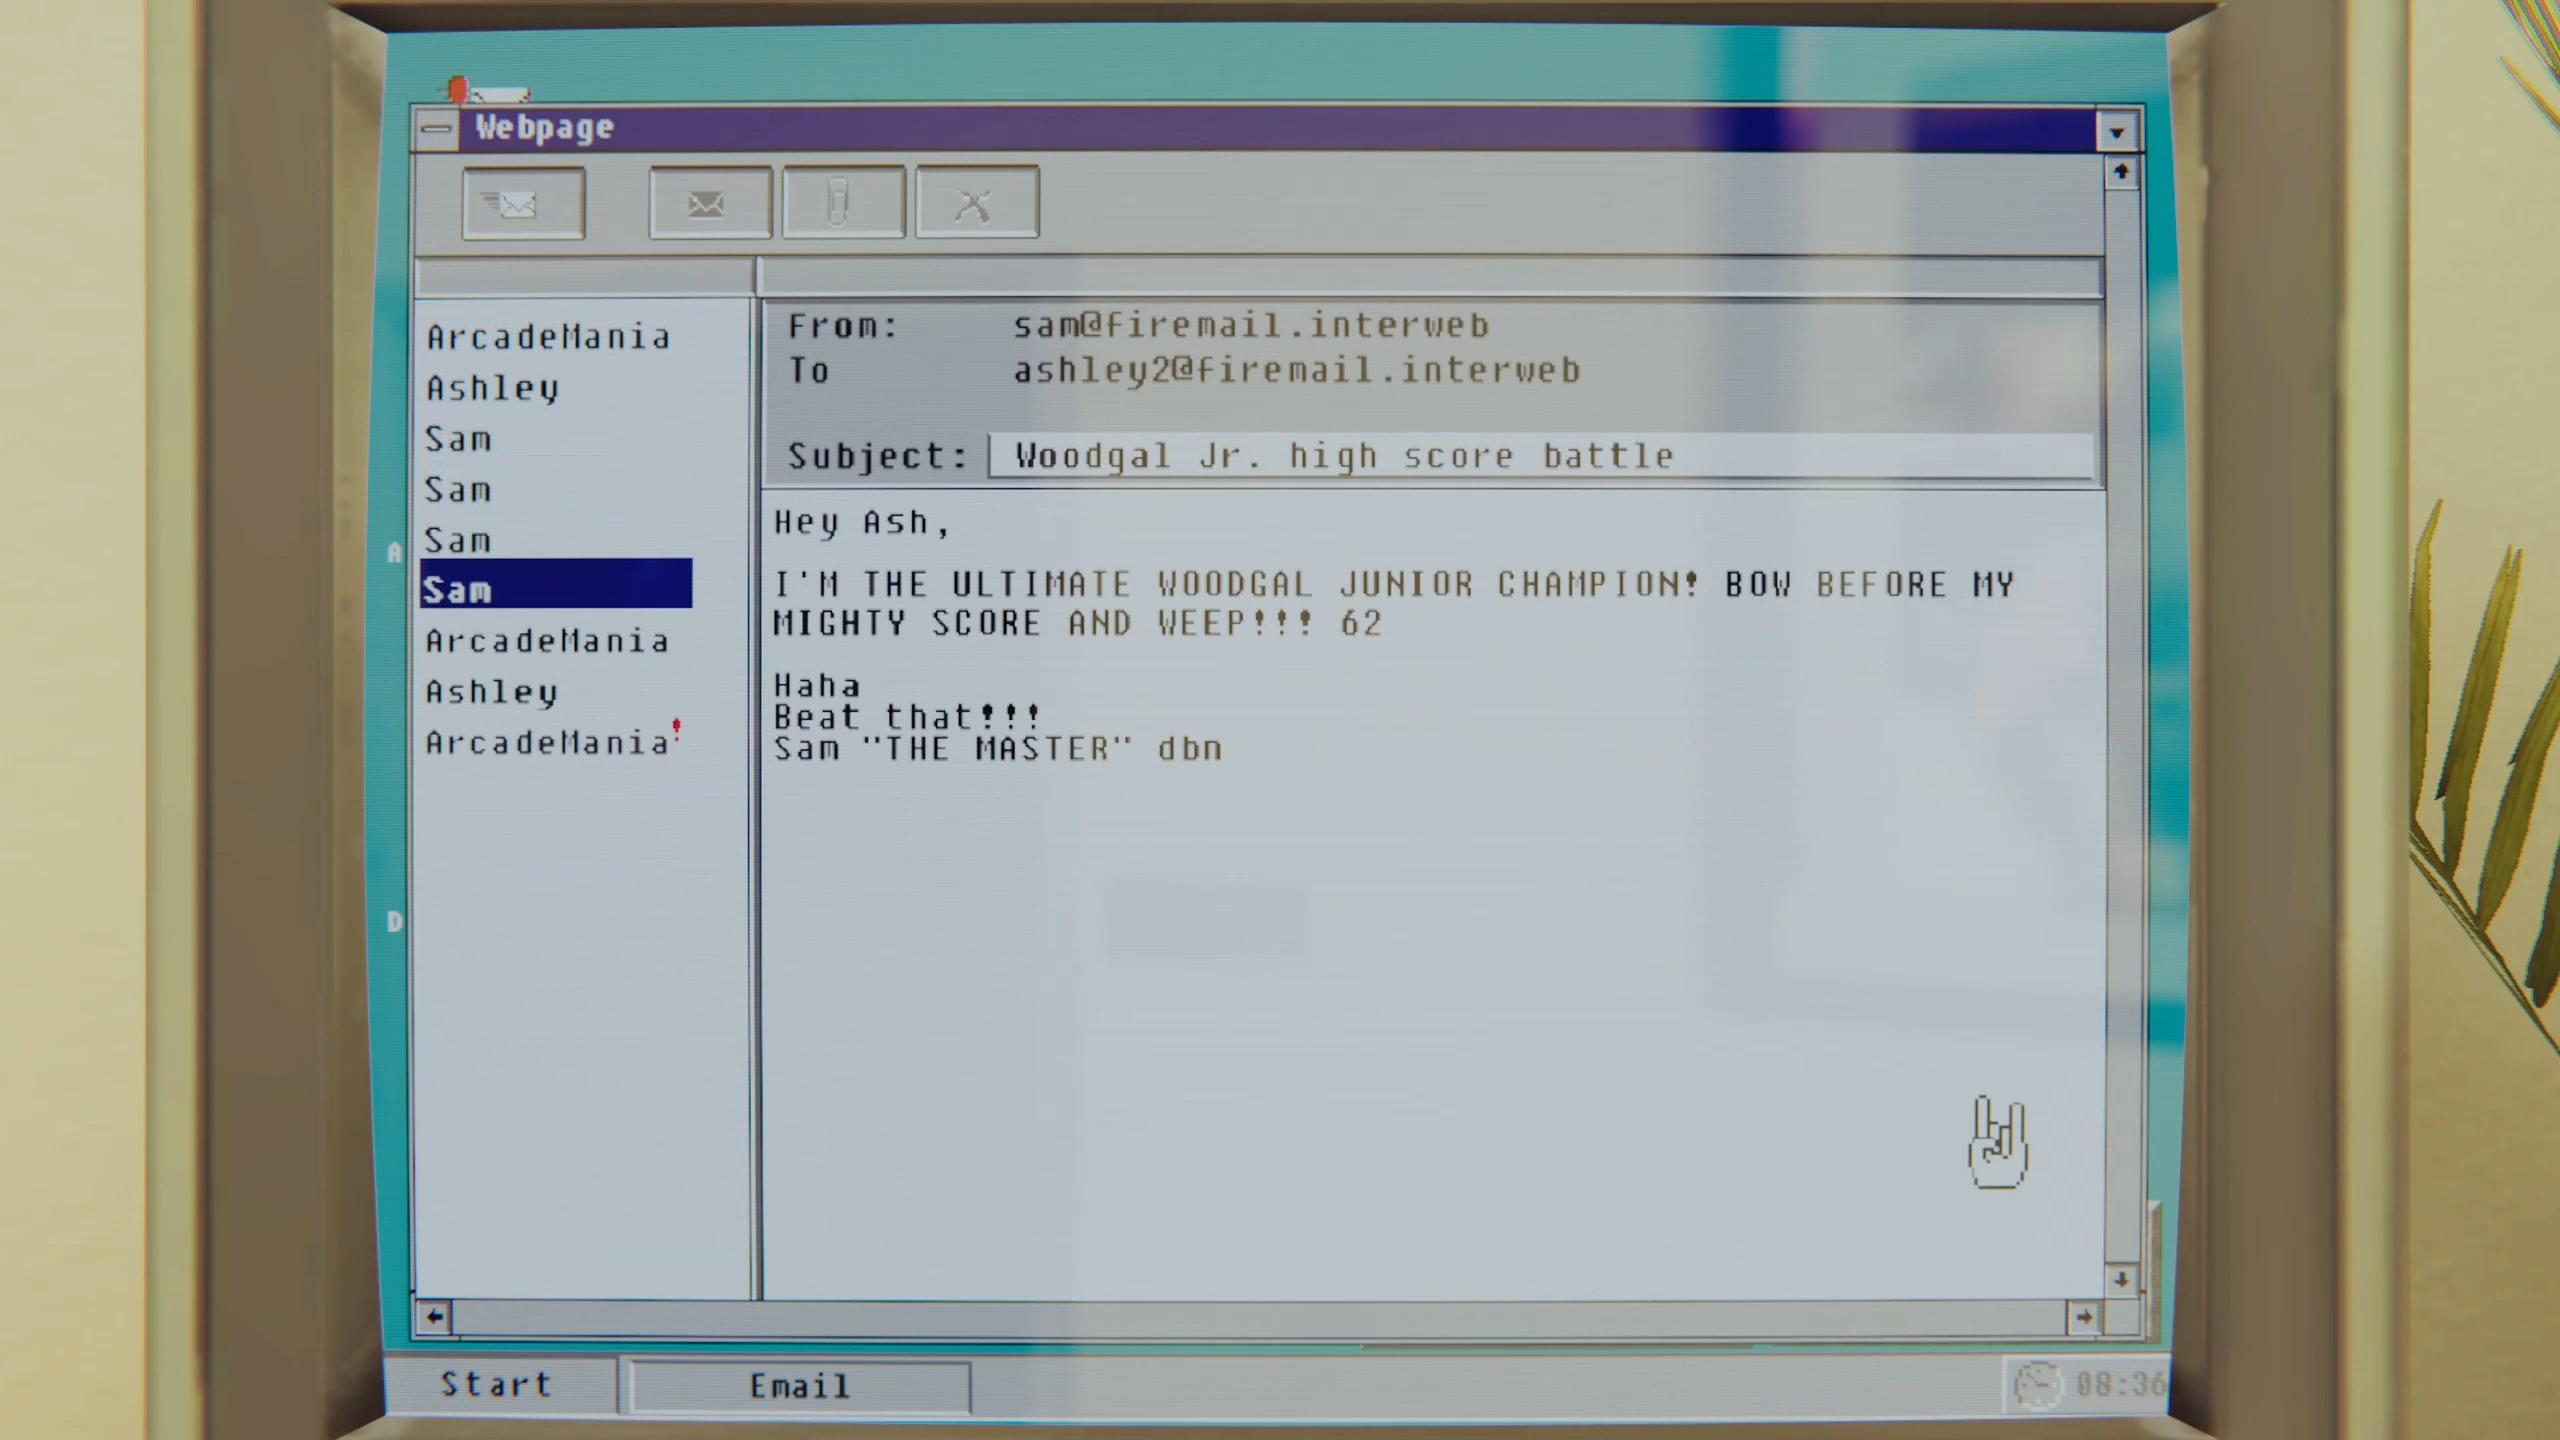 Webpage
ArcadeMania
Ashley
Sam
Sam
Sam
Sam
ArcadeMania
Ashley
ArcadeMania!
From: sam@firemail.interweb
To ashley2@firemail.interweb
Subject: Woodgal Jr. high score battle
Hey Ash,
I'M THE ULTIMATE WOODGAL JUNIOR CHAMPION! BOW BEFORE MY
MIGHTY SCORE AND WEEP!!! 62
Haha
Beat that!!!
Sam "THE MASTER" dbn
A
D
Start
Email
08:36